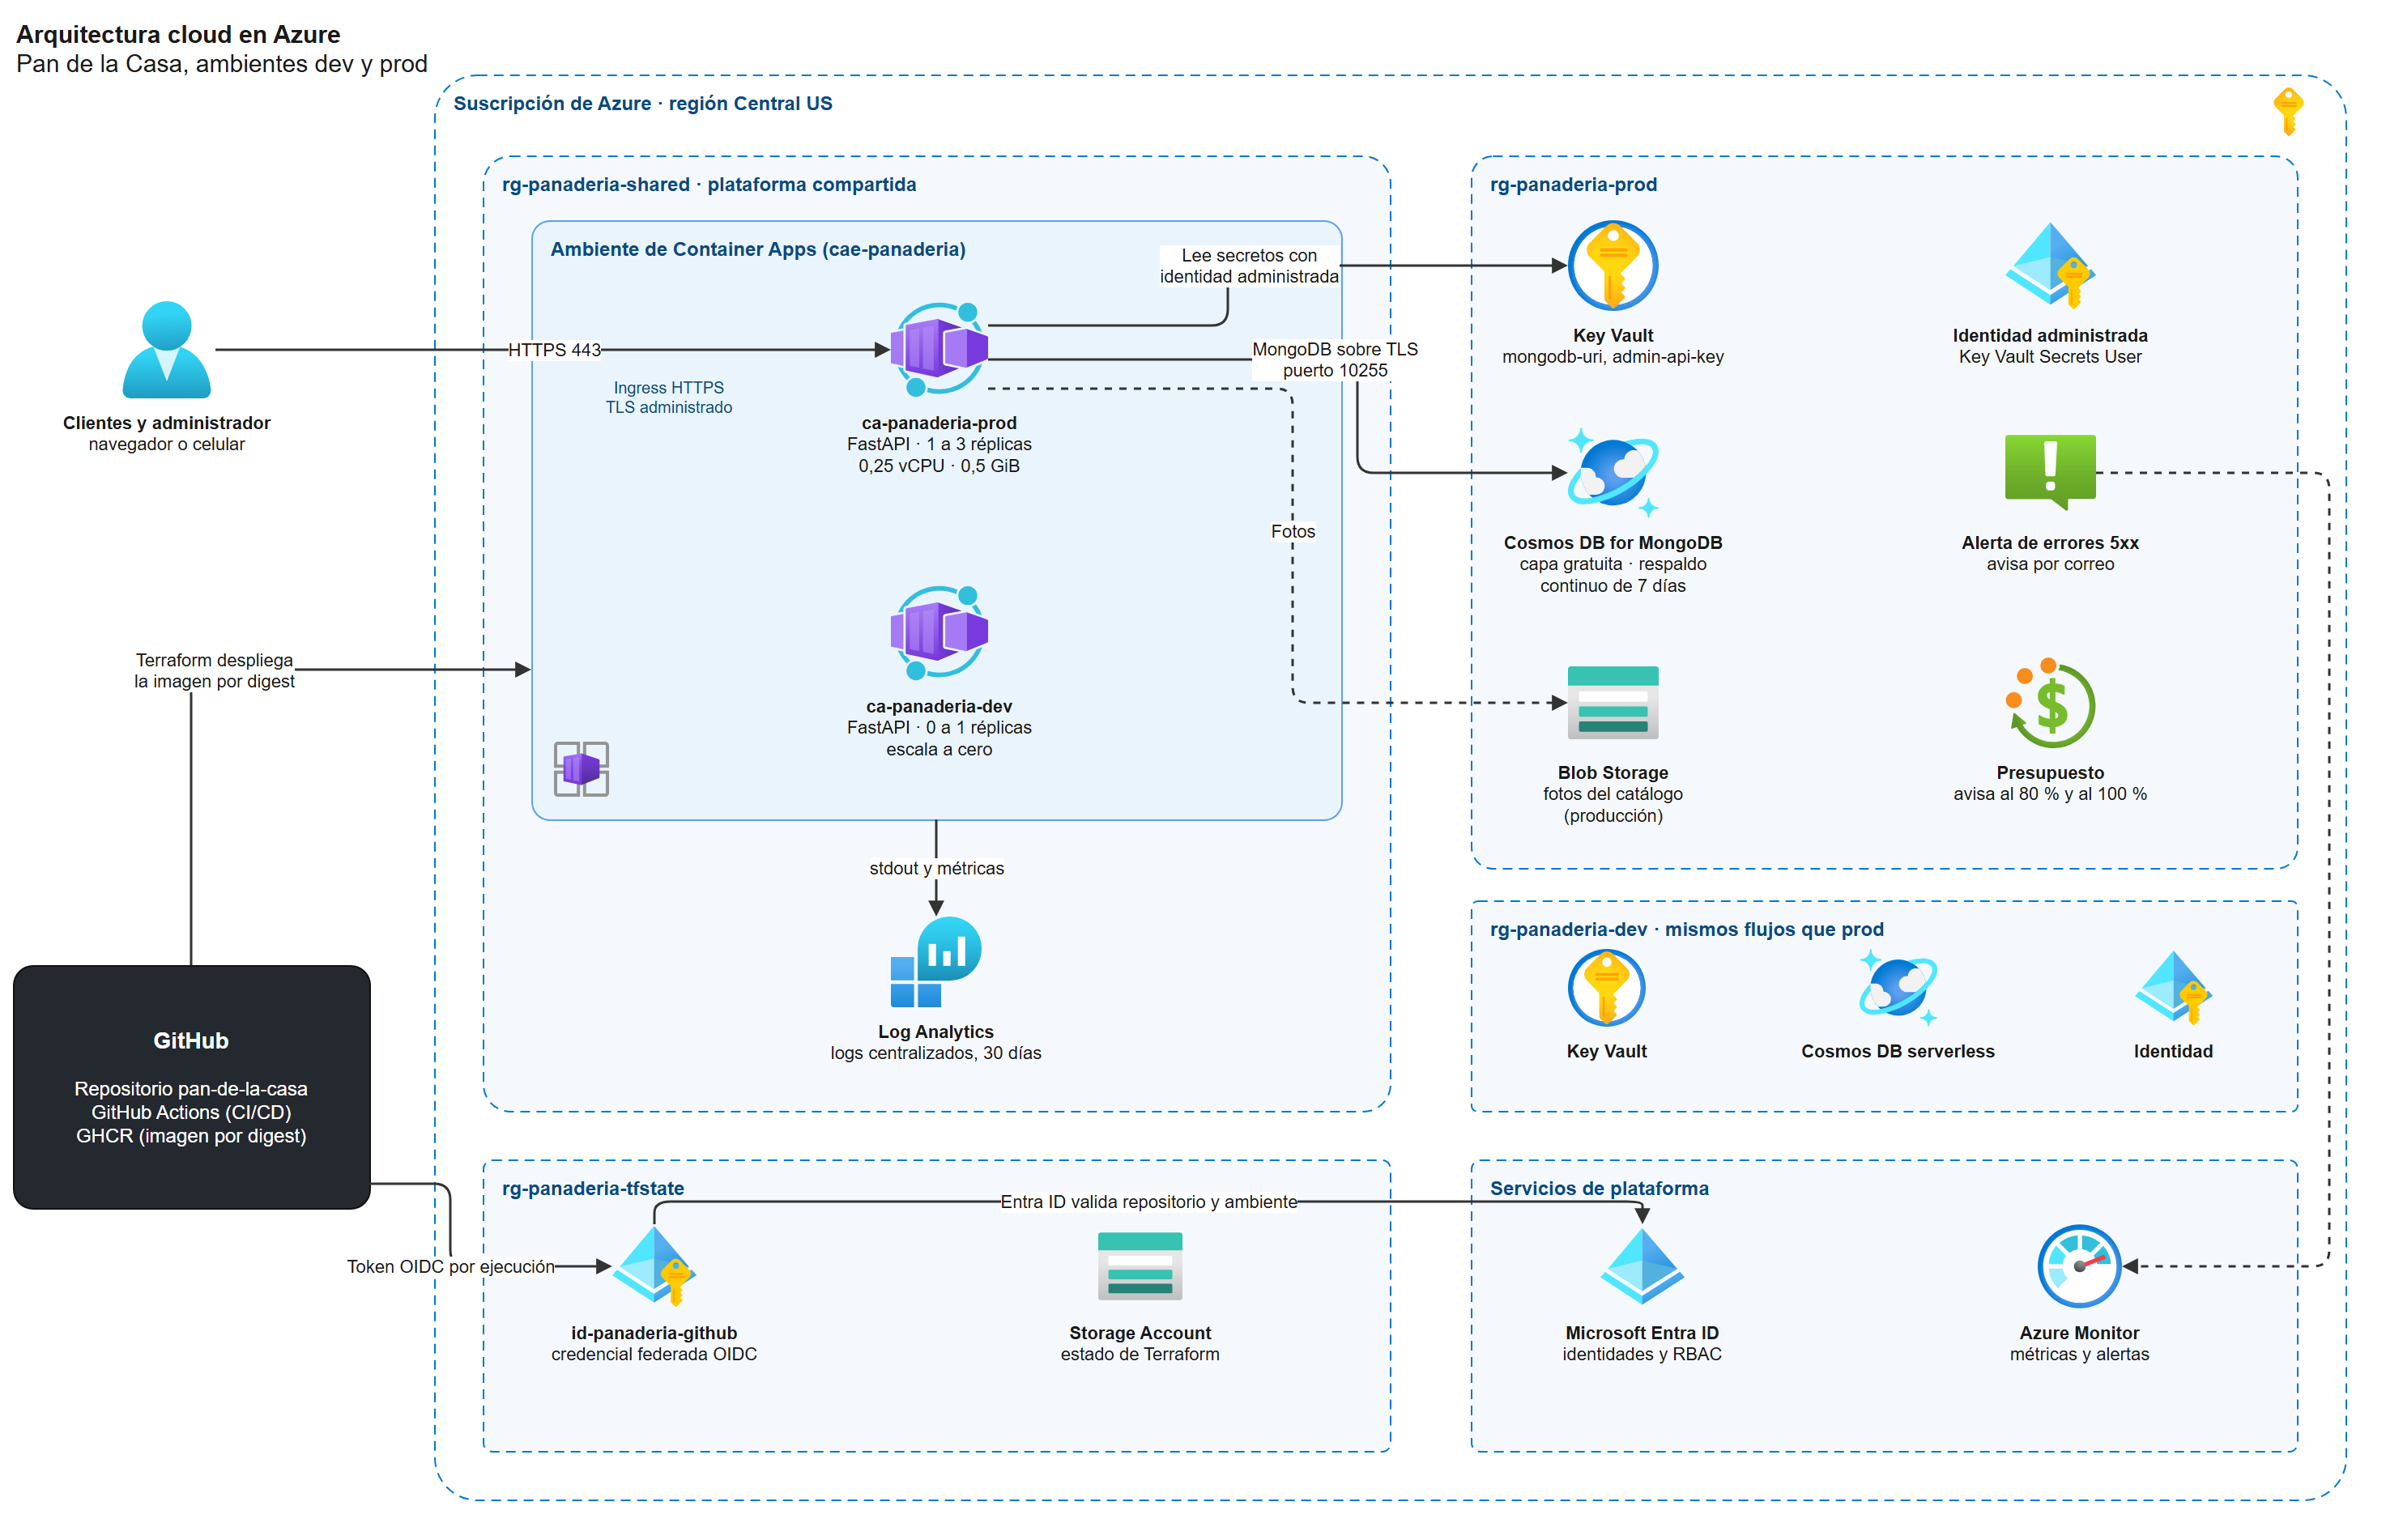 Arquitectura cloud en Azure
Pan de la Casa, ambientes dev y prod
Suscripción de Azure · región Central US
rg-panaderia-shared · plataforma compartida
Ambiente de Container Apps (cae-panaderia)
Lee secretos con
identidad administrada
HTTPS 443
Ingress HTTPS
TLS administrado
MongoDB sobre TLS
puerto 10255
Clientes y administrador
navegador o celular
ca-panaderia-prod
FastAPI · 1 a 3 réplicas
0,25 vCPU · 0,5 GiB
Fotos
ca-panaderia-dev
FastAPI · 0 a 1 réplicas
escala a cero
Terraform despliega
la imagen por digest
stdout y métricas
Log Analytics
logs centralizados, 30 días
rg-panaderia-prod
Key Vault
mongodb-uri, admin-api-key
Identidad administrada
Key Vault Secrets User
Cosmos DB for MongoDB
capa gratuita · respaldo
continuo de 7 días
Alerta de errores 5xx
avisa por correo
Blob Storage
fotos del catálogo
(producción)
Presupuesto
avisa al 80 % y al 100 %
rg-panaderia-dev · mismos flujos que prod
Key Vault
Cosmos DB serverless
Identidad
GitHub
Repositorio pan-de-la-casa
GitHub Actions (CI/CD)
GHCR (imagen por digest)
Token OIDC por ejecución
rg-panaderia-tfstate
Entra ID valida repositorio y ambiente
id-panaderia-github
credencial federada OIDC
Storage Account
estado de Terraform
Servicios de plataforma
Microsoft Entra ID
identidades y RBAC
Azure Monitor
métricas y alertas